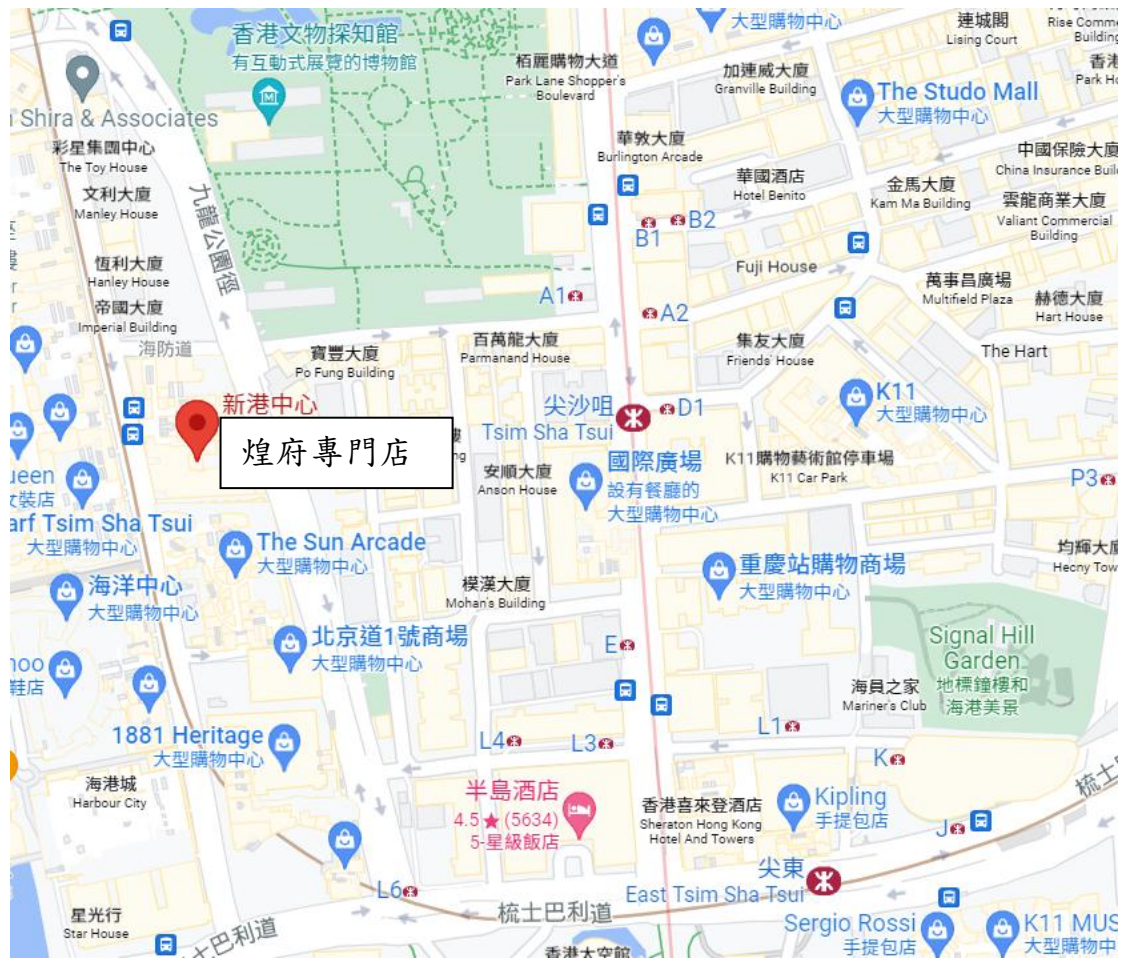 大型購物中心
連城閣
Lising Court
香港文物探知館
有互動式展覽的博物館
栢麗購物大道
Park Lane Shopper's
Boulevard
加連威大廈
Granville Building
The Studo Mall
大型購物中心
Shira & Associates
彩星集團中心
The Toy House
華敦大廈
Burlington Arcade
中國保險大廈
華國酒店
Hotel Benito
金馬大廈
Kam Ma Building
雲龍商業大廈
Valiant Commercial
Building
文利大廈
Manley House
九龍公園徑
B1
B2
恆利大廈
Hanley House
Fuji House
萬事昌廣場
Multifield Plaza
赫德大廈
Hart House
帝國大廈
Imperial Building
A1
A2
海防道
寶豐大廈
Po Fung Building
百萬龍大廈
Parmanand House
集友大廈
Friends' House
The Hart
新港中心
煌府專門店
尖沙咀
Tsim Sha Tsui
D1
K11
大型購物中心
安順大廈
Anson House
國際廣場
設有餐廳的
大型購物中心
K11購物藝術館停車場
K11 Car Park
P3
女裝店
arf Tsim Sha Tsui
大型購物中心
The Sun Arcade
大型購物中心
重慶站購物商場
大型購物中心
均輝大廈
Hecny Tow
海洋中心
大型購物中心
模漢大廈
Mohan's Building
北京道1號商場
大型購物中心
E
Signal Hill
Garden
地標鐘樓和
海港美景
鞋店
海員之家
Mariner's Club
1881 Heritage
大型購物中心
L4
L3
L1
K
海港城
Harbour City
半島酒店
4.5★ (5634)
5-星級飯店
香港喜來登酒店
Sheraton Hong Kong
Hotel And Towers
Kipling
手提包店
梳士
J
尖東
East Tsim Sha Tsui
L6
梳士巴利道
星光行
Star House
士巴利道
香港太空館
Sergio Rossi
手提包店
K11 MUS
大型購物中